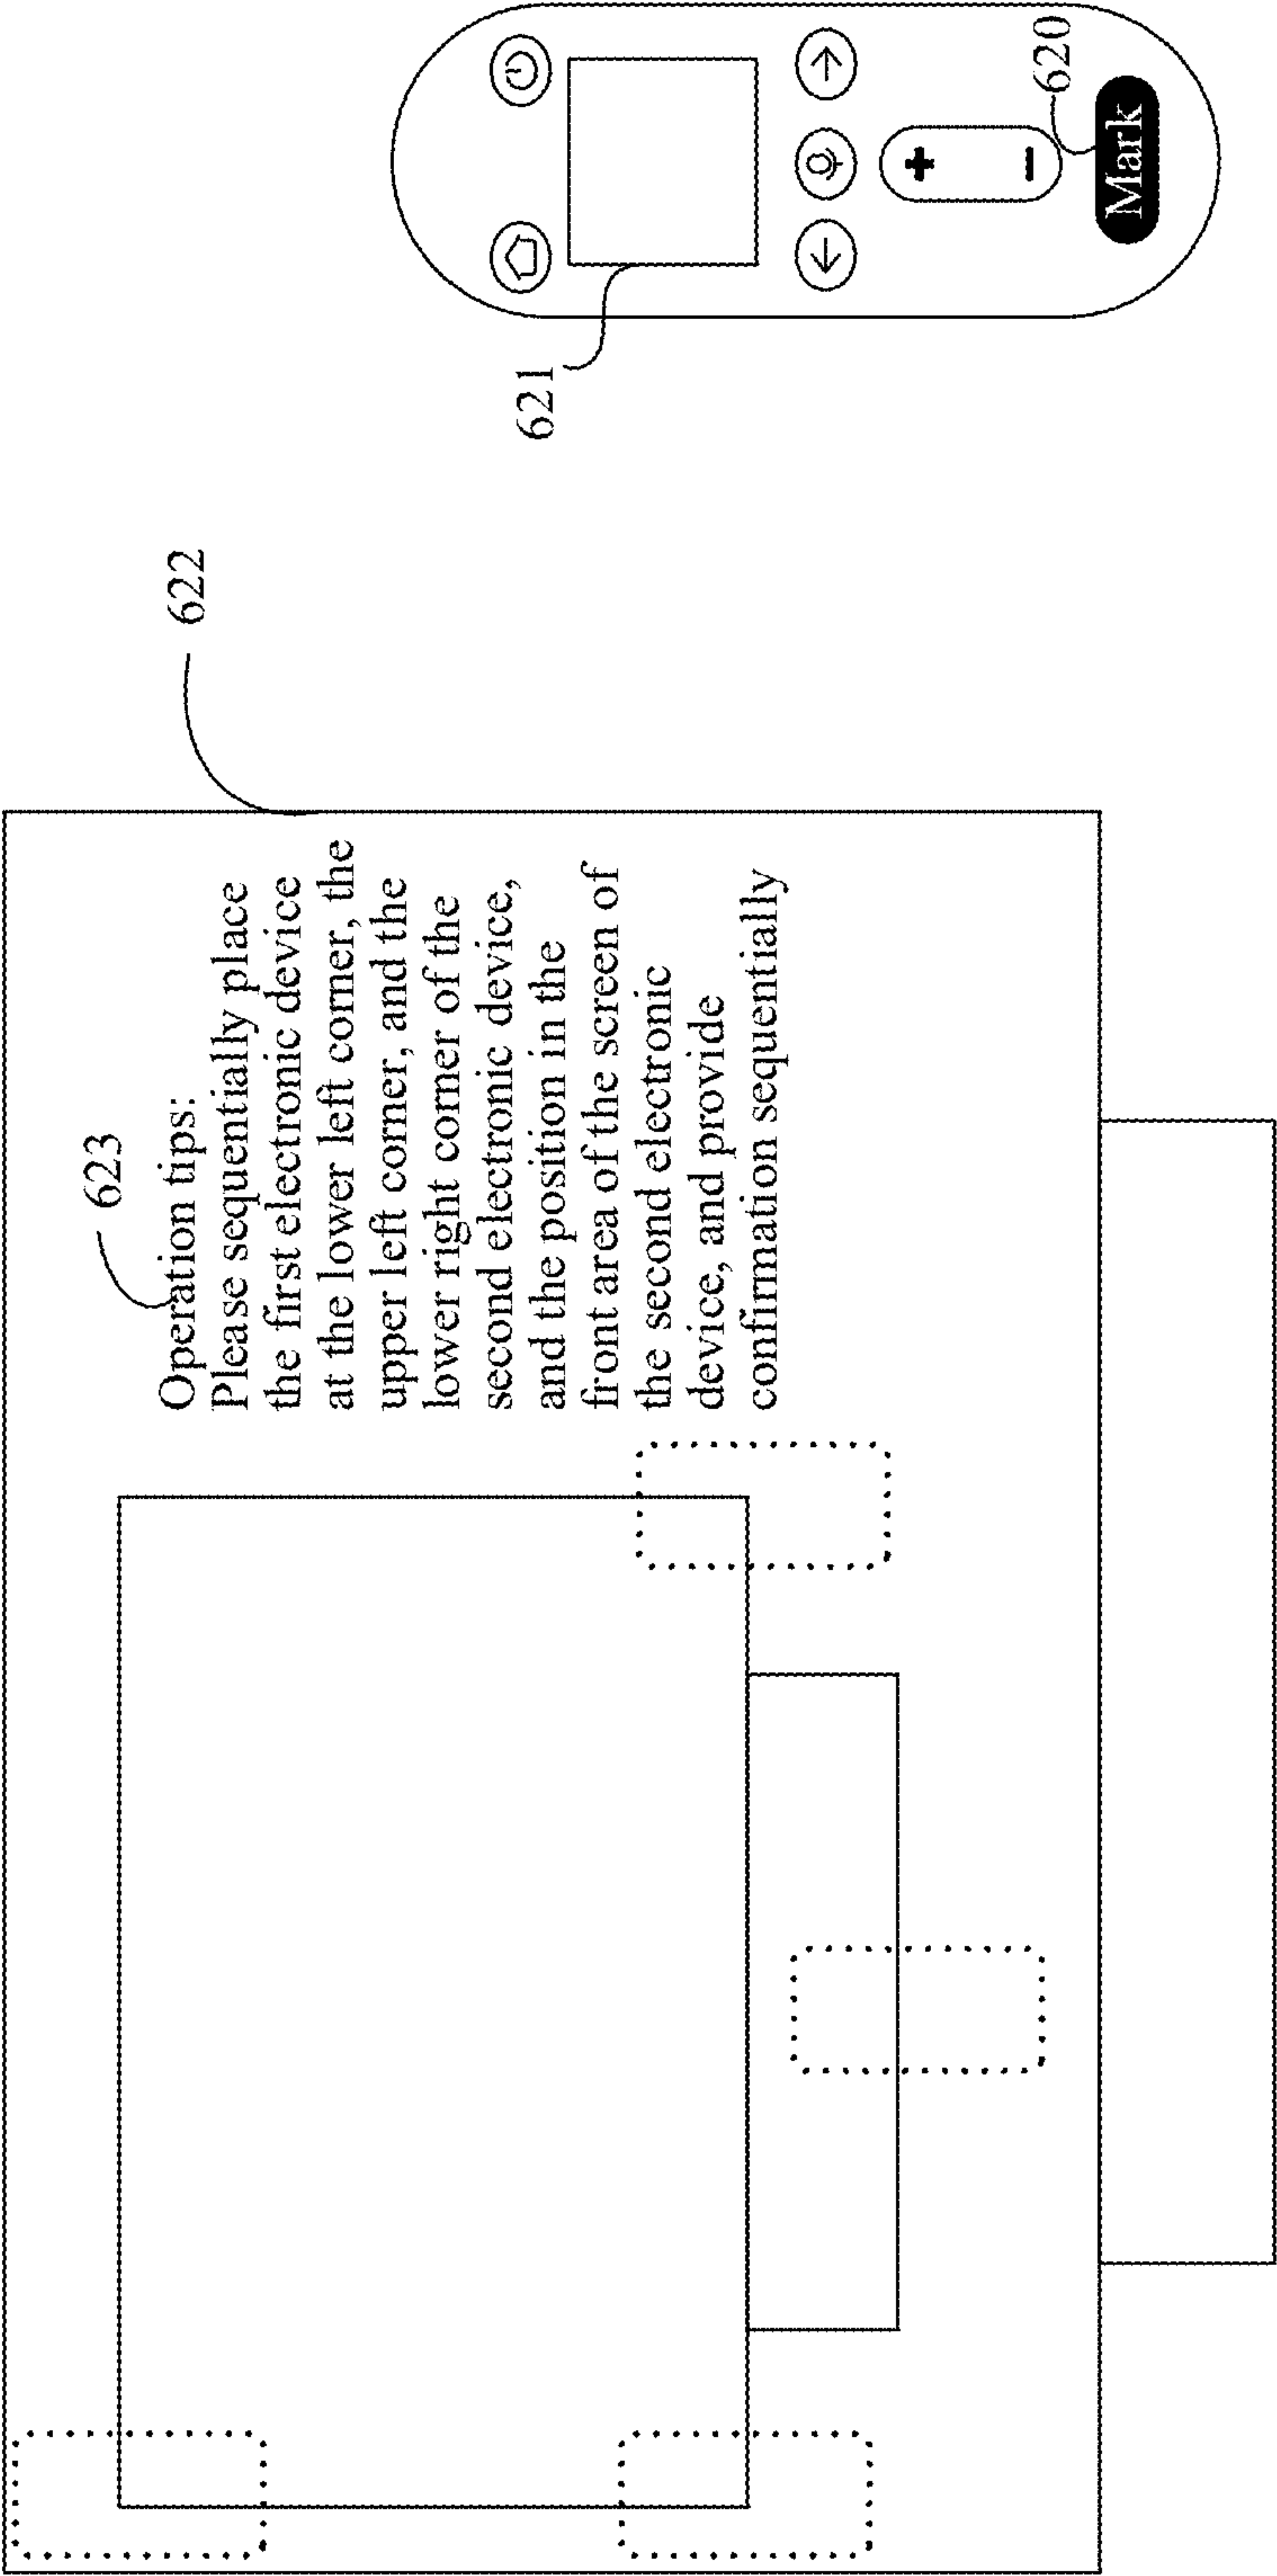 622
623
Operation tips:
Please sequentially place
the first electronic device
at the lower left corner, the
upper left corner, and the
lower right corner of the
second electronic device,
and the position in the
front area of the screen of
the second electronic
device, and provide
confirmation sequentially
621
620
Mark